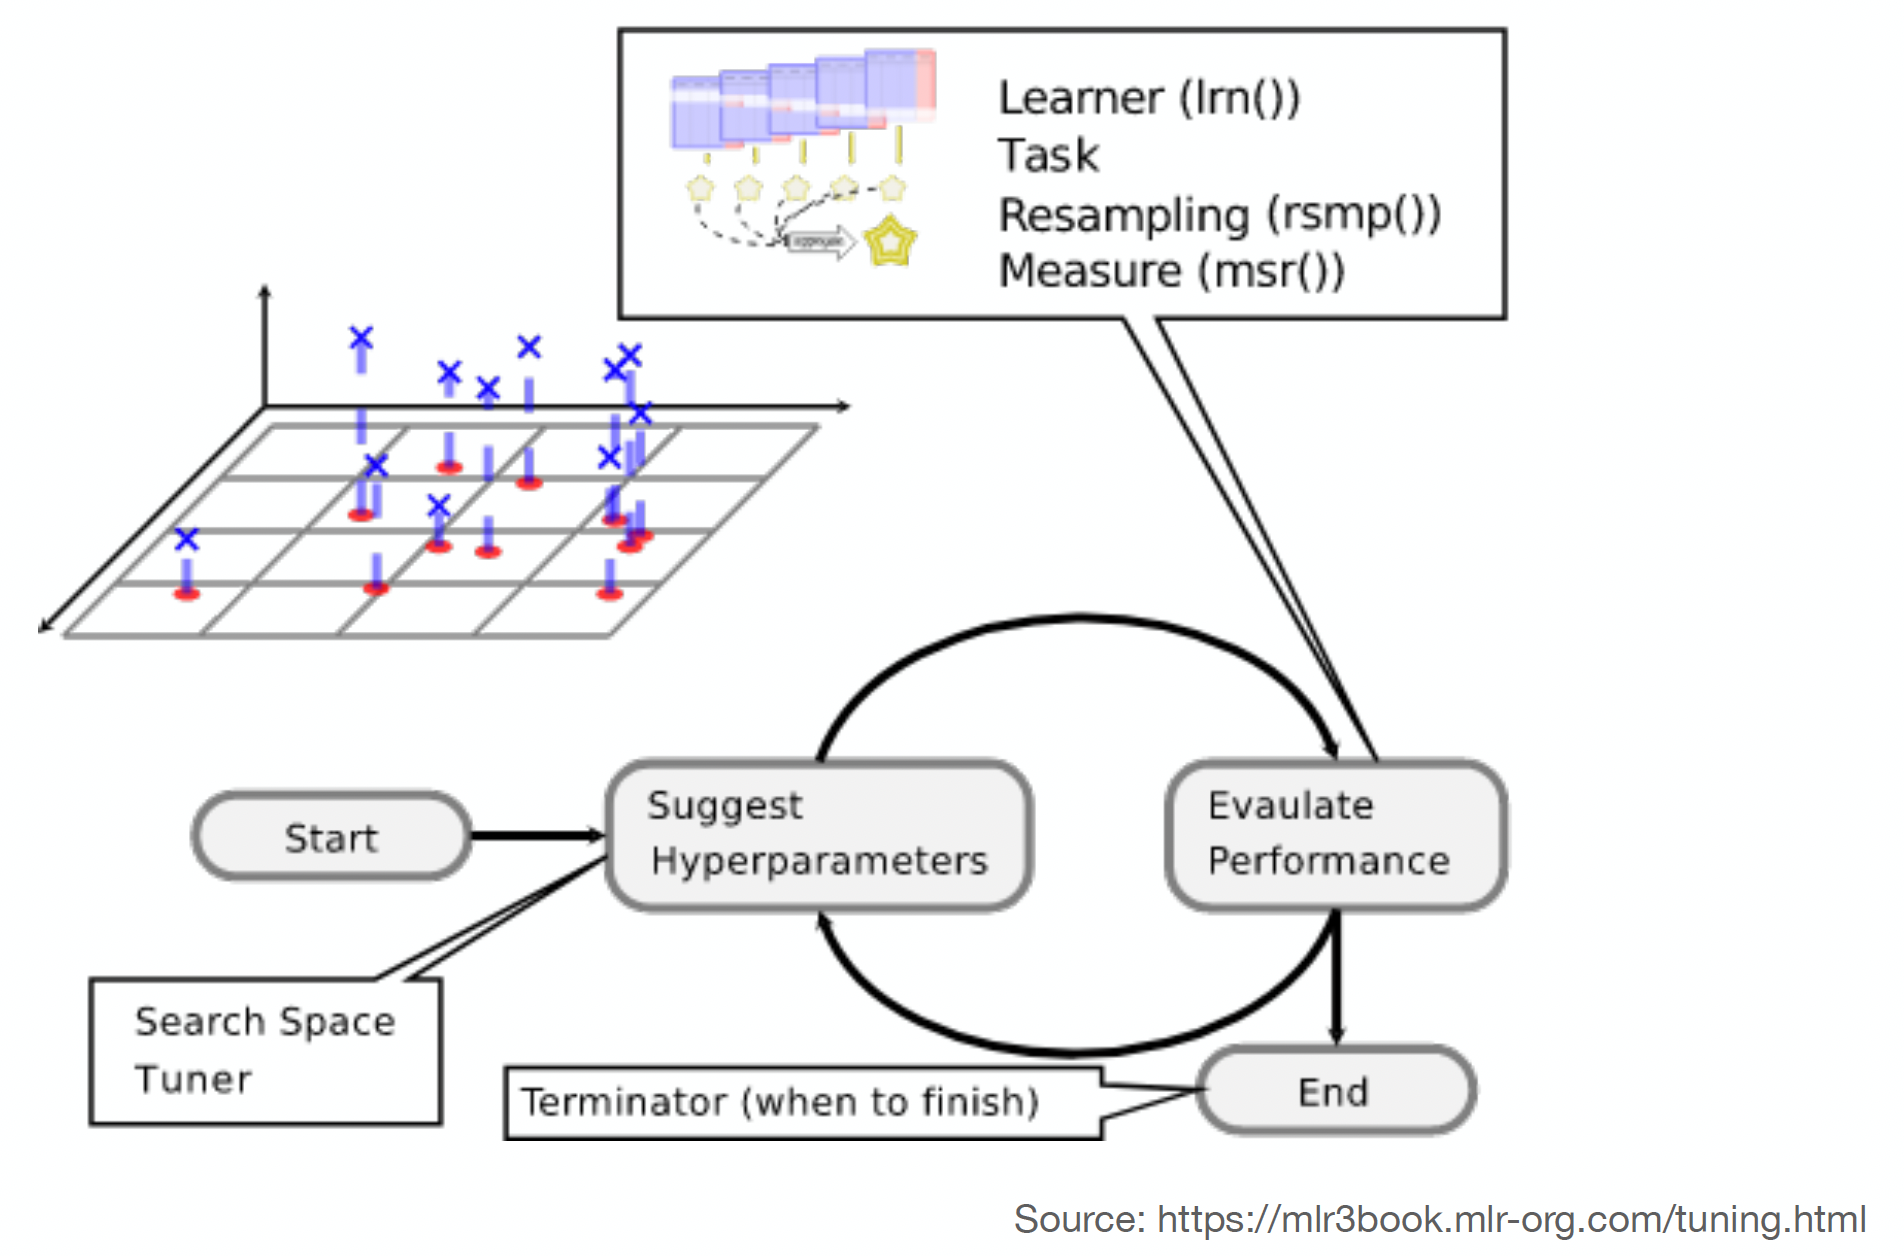 Learner (lrn())
Task
Resampling (rsmp())
Measure (msr())
Start
Suggest
Hyperparameters
Evaulate
Performance
Search Space
Tuner
Terminator (when to finish)
End
Source: https://mlr3book.mlr-org.com/tuning.html